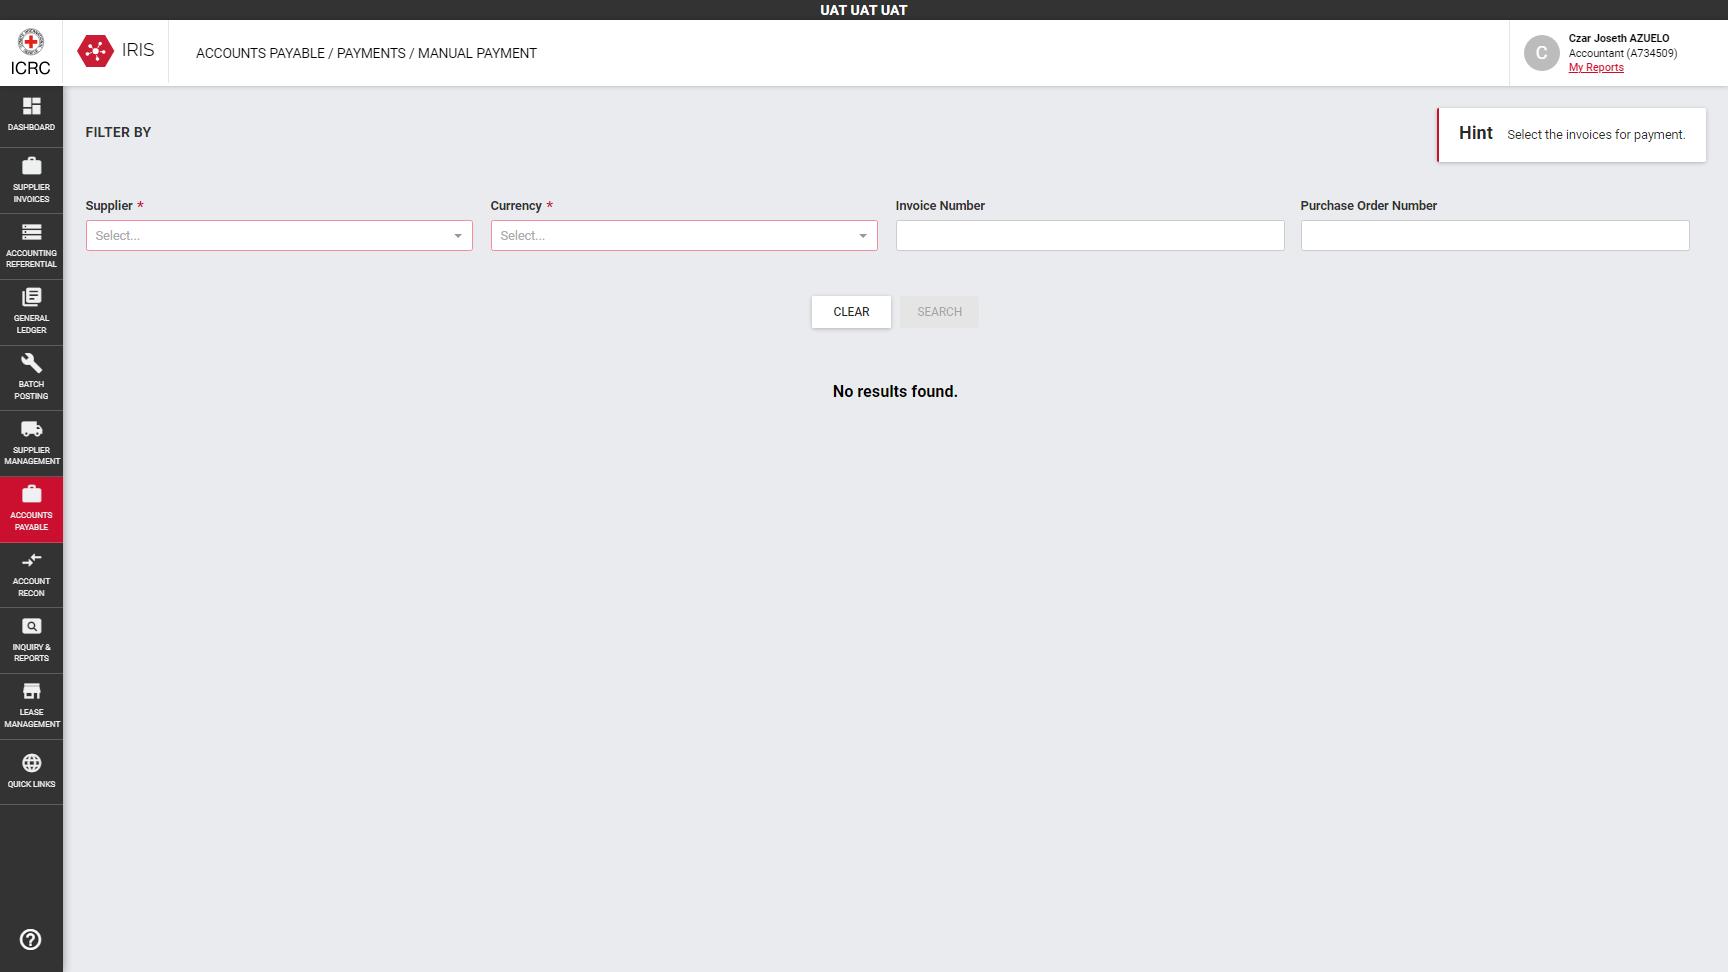 UAT UAT UAT
ICRC
IRIS
ACCOUNTS PAYABLE / PAYMENTS / MANUAL PAYMENT
C
Czar Joseth AZUELO
Accountant (A734509)
My Reports
DASHBOARD
SUPPLIER
INVOICES
ACCOUNTING
REFERENTIAL
GENERAL
LEDGER
BATCH
POSTING
SUPPLIER
MANAGEMENT
ACCOUNTS
PAYABLE
ACCOUNT
RECON
INQUIRY &
REPORTS
LEASE
MANAGEMENT
QUICK LINKS
FILTER BY
Hint Select the invoices for payment.
Supplier *
Select...
Currency *
Select...
Invoice Number
Purchase Order Number
CLEAR
SEARCH
No results found.